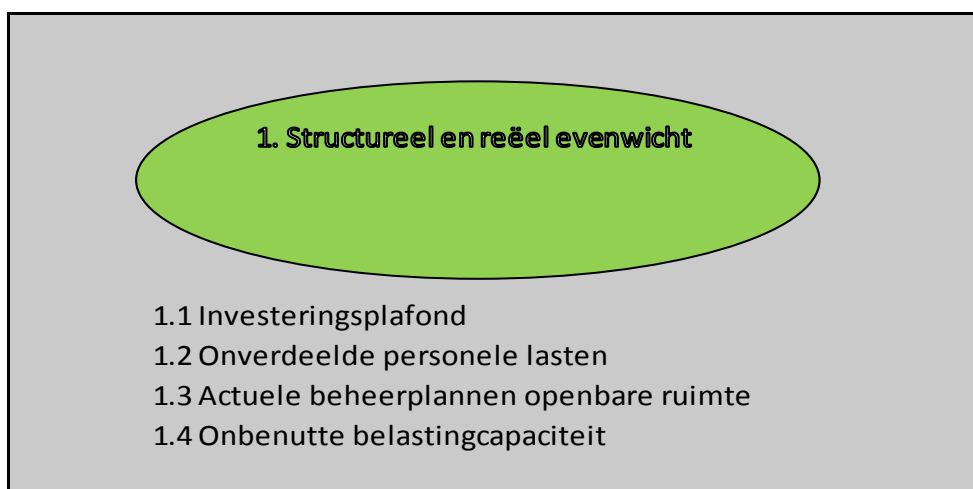 1. Structureel en reëel evenwicht
1.1 Investeringsplafond
1.2 Onverdeelde personele lasten
1.3 Actuele beheerplannen openbare ruimte
1.4 Onbenutte belastingcapaciteit